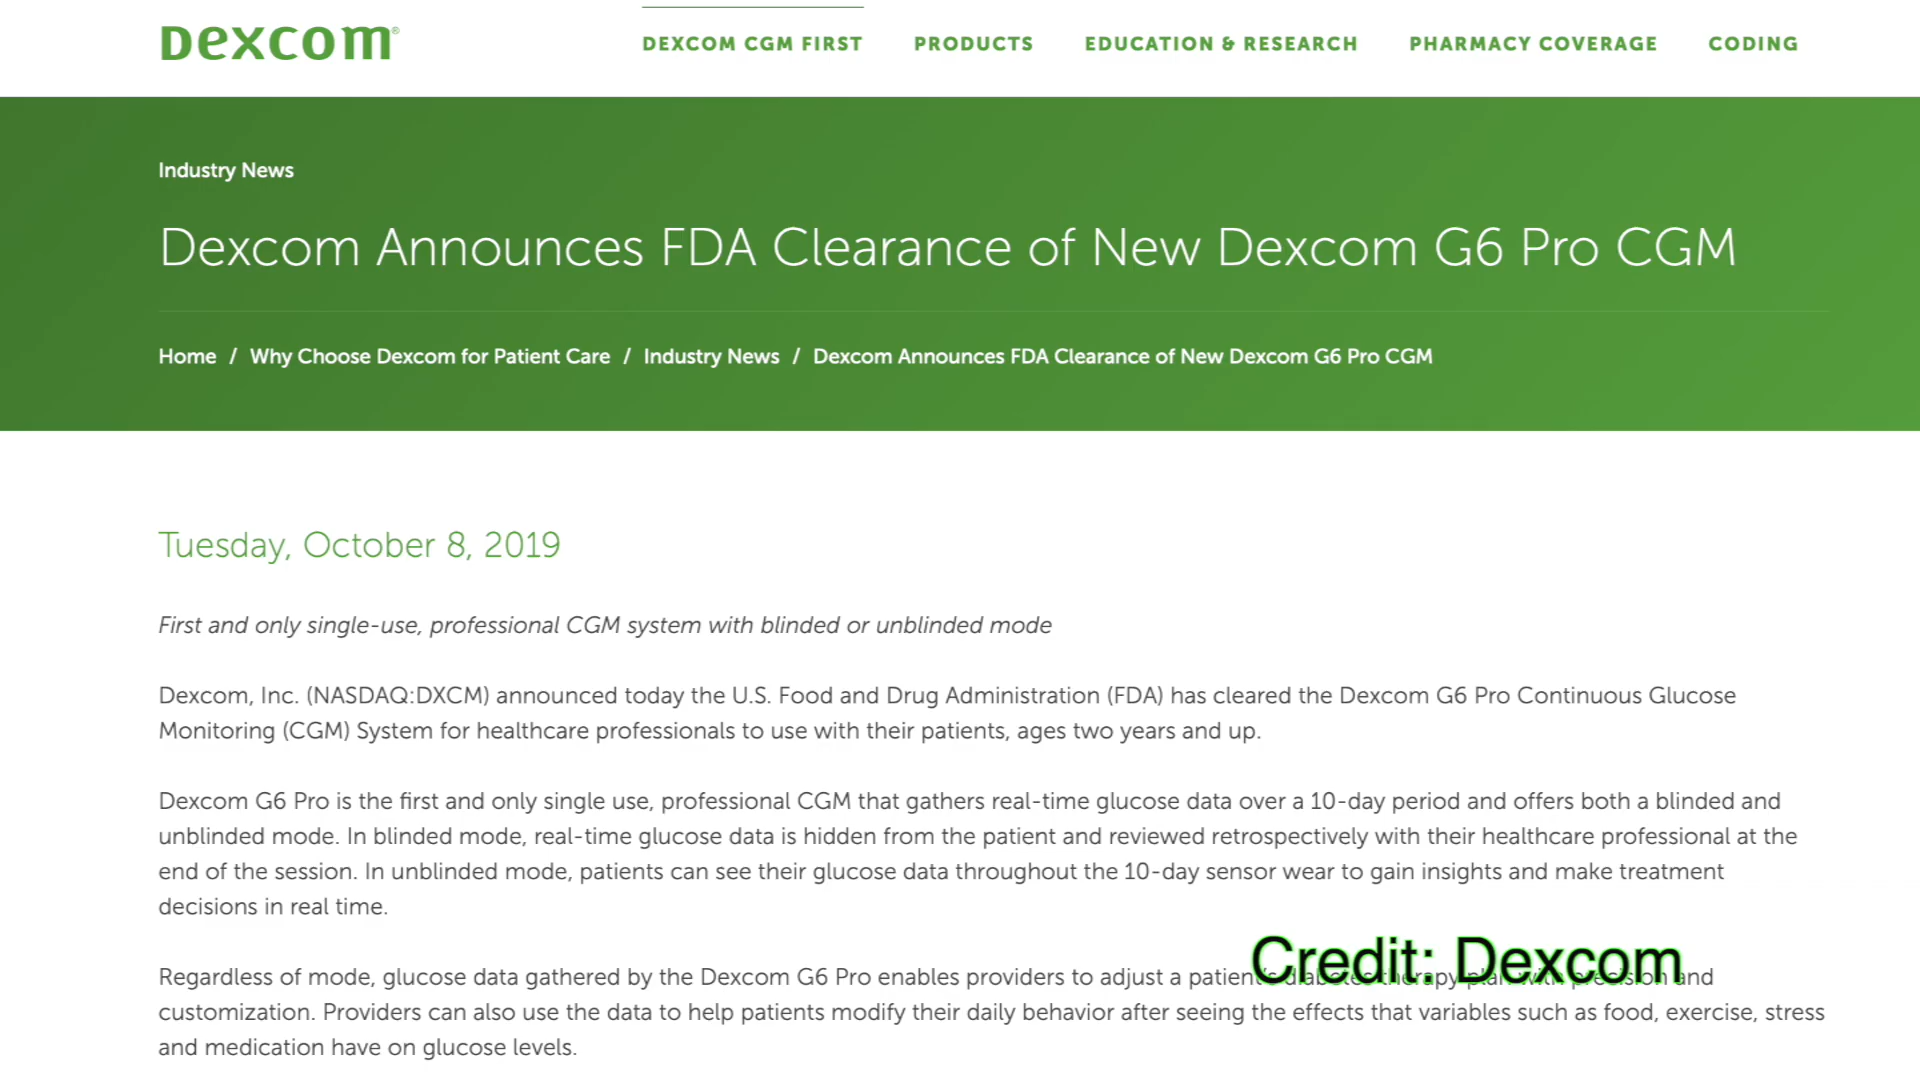 Dexcom®
DEXCOM CGM FIRST PRODUCTS EDUCATION & RESEARCH PHARMACY COVERAGE CODING
Industry News
Dexcom Announces FDA Clearance of New Dexcom G6 Pro CGM
Home / Why Choose Dexcom for Patient Care / Industry News / Dexcom Announces FDA Clearance of New Dexcom G6 Pro CGM
Tuesday, October 8, 2019
First and only single-use, professional CGM system with blinded or unblinded mode
Dexcom, Inc. (NASDAQ:DXCM) announced today the U.S. Food and Drug Administration (FDA) has cleared the Dexcom G6 Pro Continuous Glucose
Monitoring (CGM) System for healthcare professionals to use with their patients, ages two years and up.
Dexcom G6 Pro is the first and only single use, professional CGM that gathers real-time glucose data over a 10-day period and offers both a blinded and
unblinded mode. In blinded mode, real-time glucose data is hidden from the patient and reviewed retrospectively with their healthcare professional at the
end of the session. In unblinded mode, patients can see their glucose data throughout the 10-day sensor wear to gain insights and make treatment
decisions in real time.
Credit: Dexcom
Regardless of mode, glucose data gathered by the Dexcom G6 Pro enables providers to adjust a patient's diabetes therapy plan with precision and
customization. Providers can also use the data to help patients modify their daily behavior after seeing the effects that variables such as food, exercise, stress
and medication have on glucose levels.